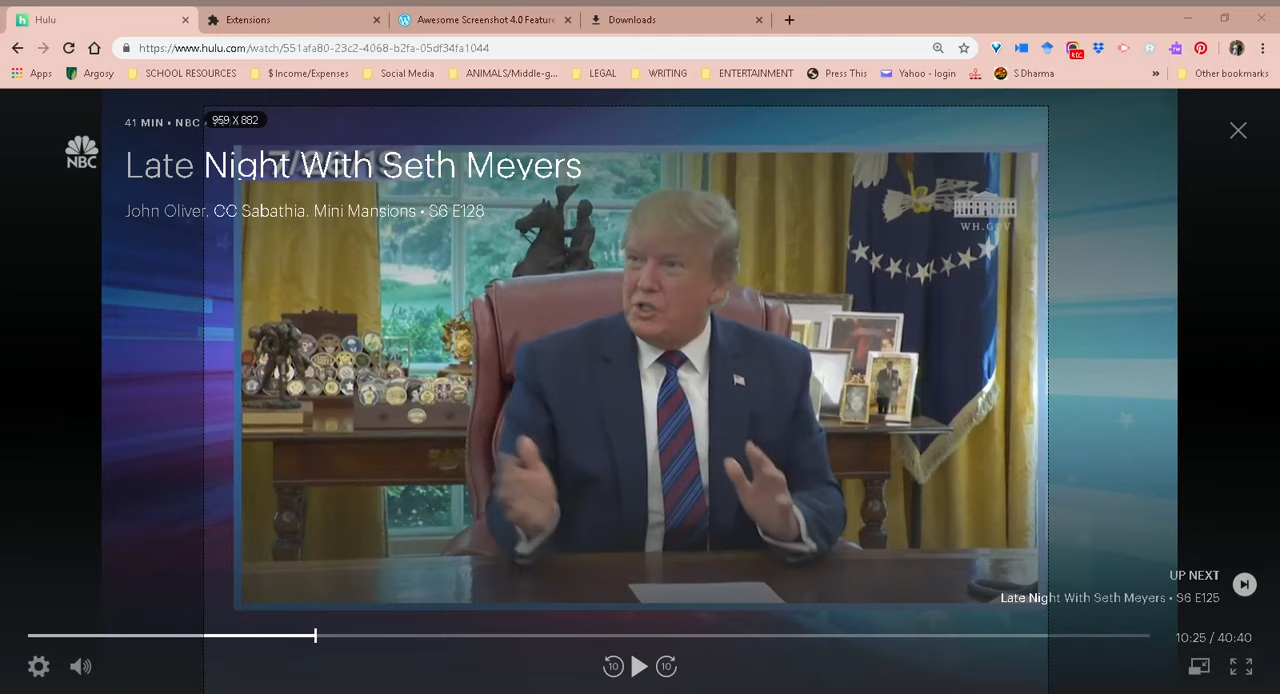 Hulu
Extensions
Awesome Screenshot 4.0 Feature
Downloads
https://www.hulu.com/watch/551afa80-23c2-4068-b2fa-05df34fa1044
Apps
Argosy
SCHOOL RESOURCES
$ Income/Expenses
Social Media
ANIMALS/Middle-g...
LEGAL
WRITING
ENTERTAINMENT
Press This
Yahoo - login
S Dharma
»
Other bookmarks
REC
41 MIN • NBC •
959 X 882
NBC
Late Night With Seth Meyers
John Oliver, CC Sabathia, Mini Mansions • S6 E128
WH.GOV
UP NEXT
Late Night With Seth Meyers • S6 E125
10:25 / 40:40
10
10